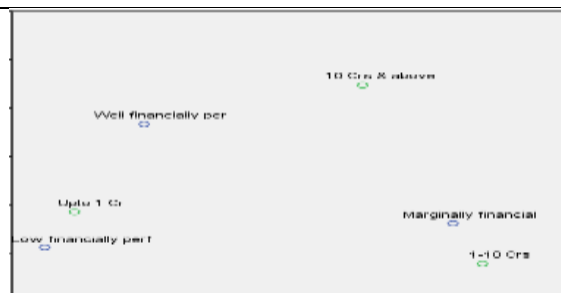 10 Crs & above
Well financially per
Upto 1 Cr
Marginally financial
Low financially perf
1-10 Crs